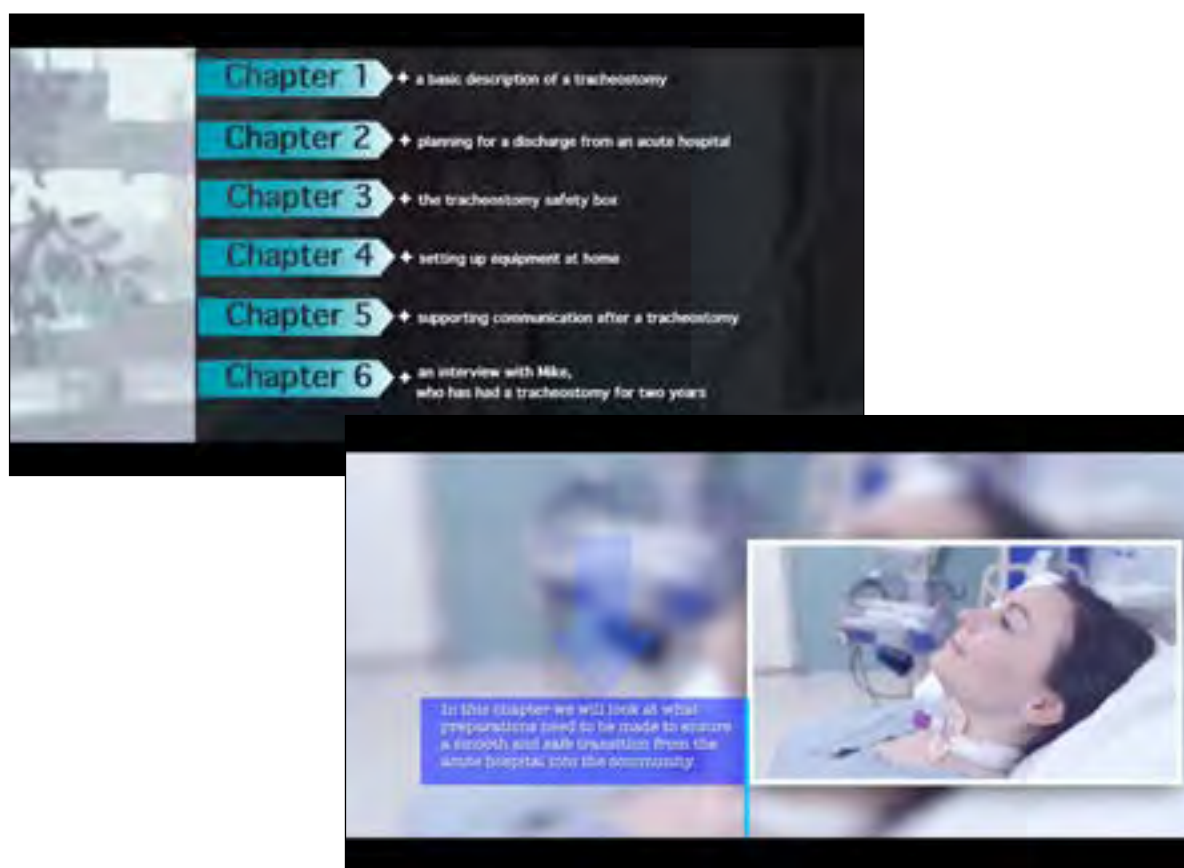 Chapter 1 a basic description of a tracheostomy
Chapter 2 planning for a discharge from an acute hospital
Chapter 3 the tracheostomy safety box
Chapter 4 setting up equipment at home
Chapter 5 supporting communication after a tracheostomy
Chapter 6 an interview with Mike,
who has had a tracheostomy for two years
In this chapter we will look at what
preparations need to be made to ensure
a smooth and safe transition from the
acute hospital into the community.